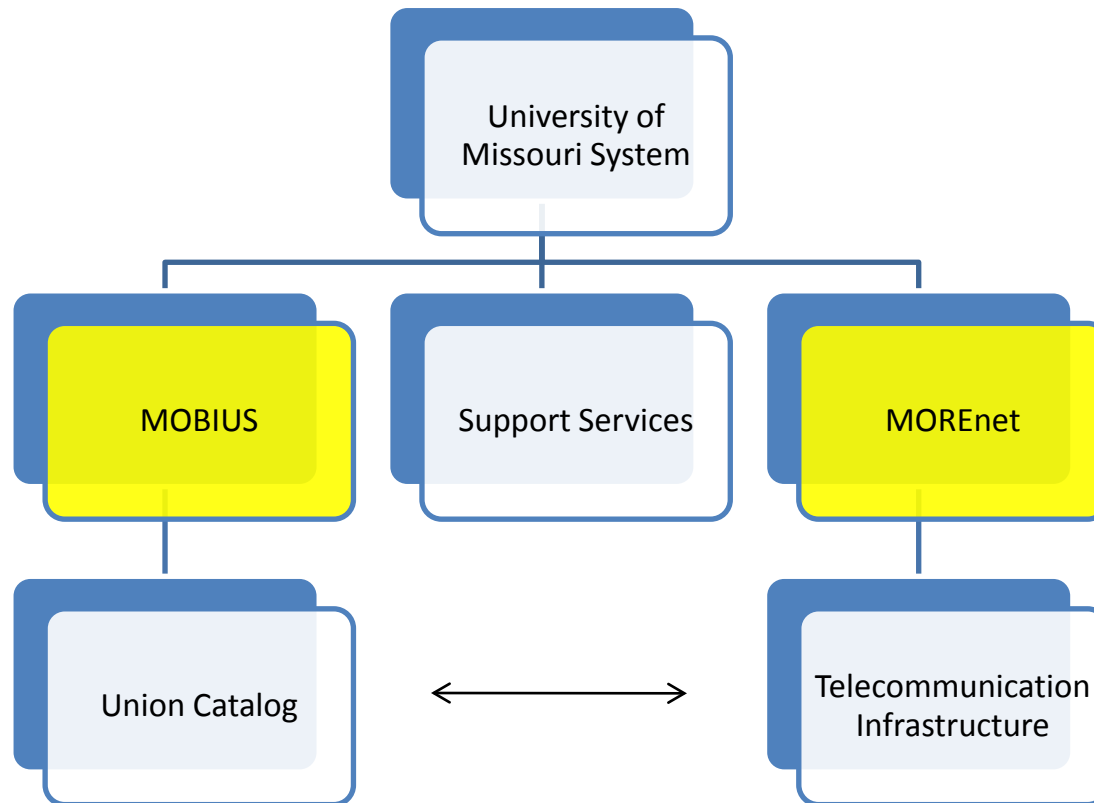 University of
Missouri System
MOBIUS
Support Services
MOREnet
Union Catalog
Telecommunication
Infrastructure